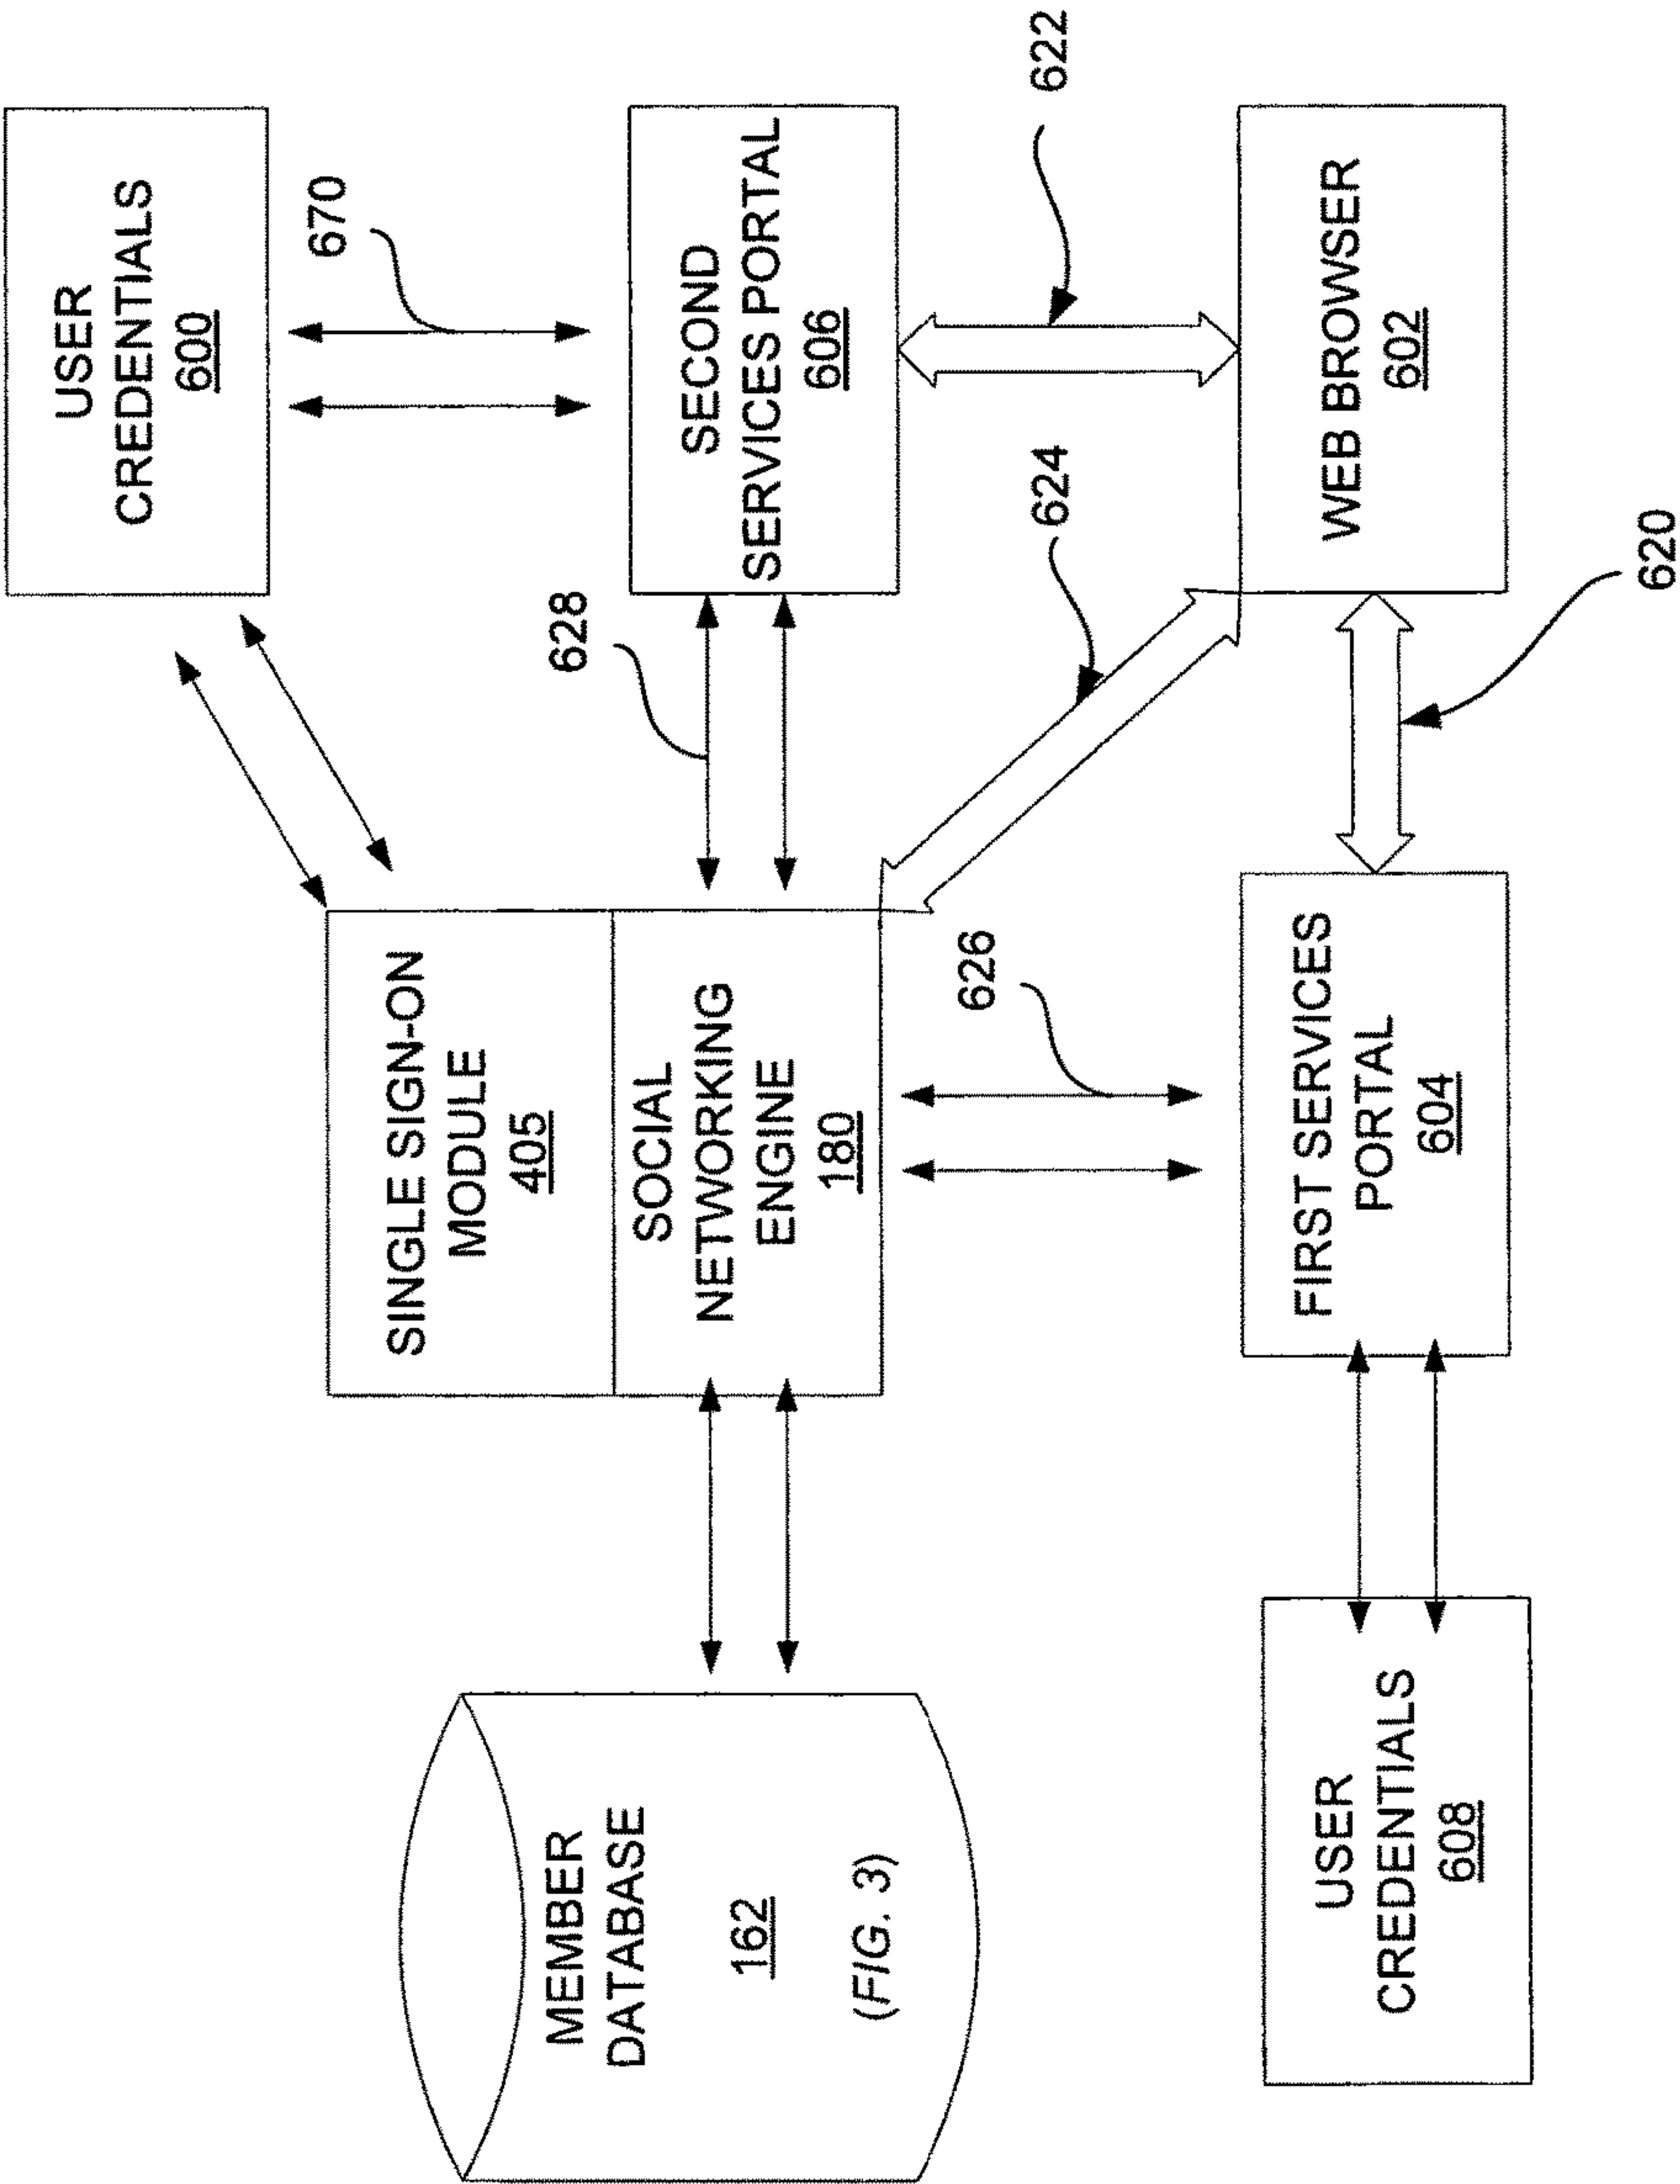 USER
CREDENTIALS
600
670
SECOND
SERVICES PORTAL
606
622
WEB BROWSER
602
628
624
620
SINGLE SIGN-ON
MODULE
405
SOCIAL
NETWORKING
ENGINE
180
626
FIRST SERVICES
PORTAL
604
MEMBER
DATABASE
162
(FIG. 3)
USER
CREDENTIALS
608